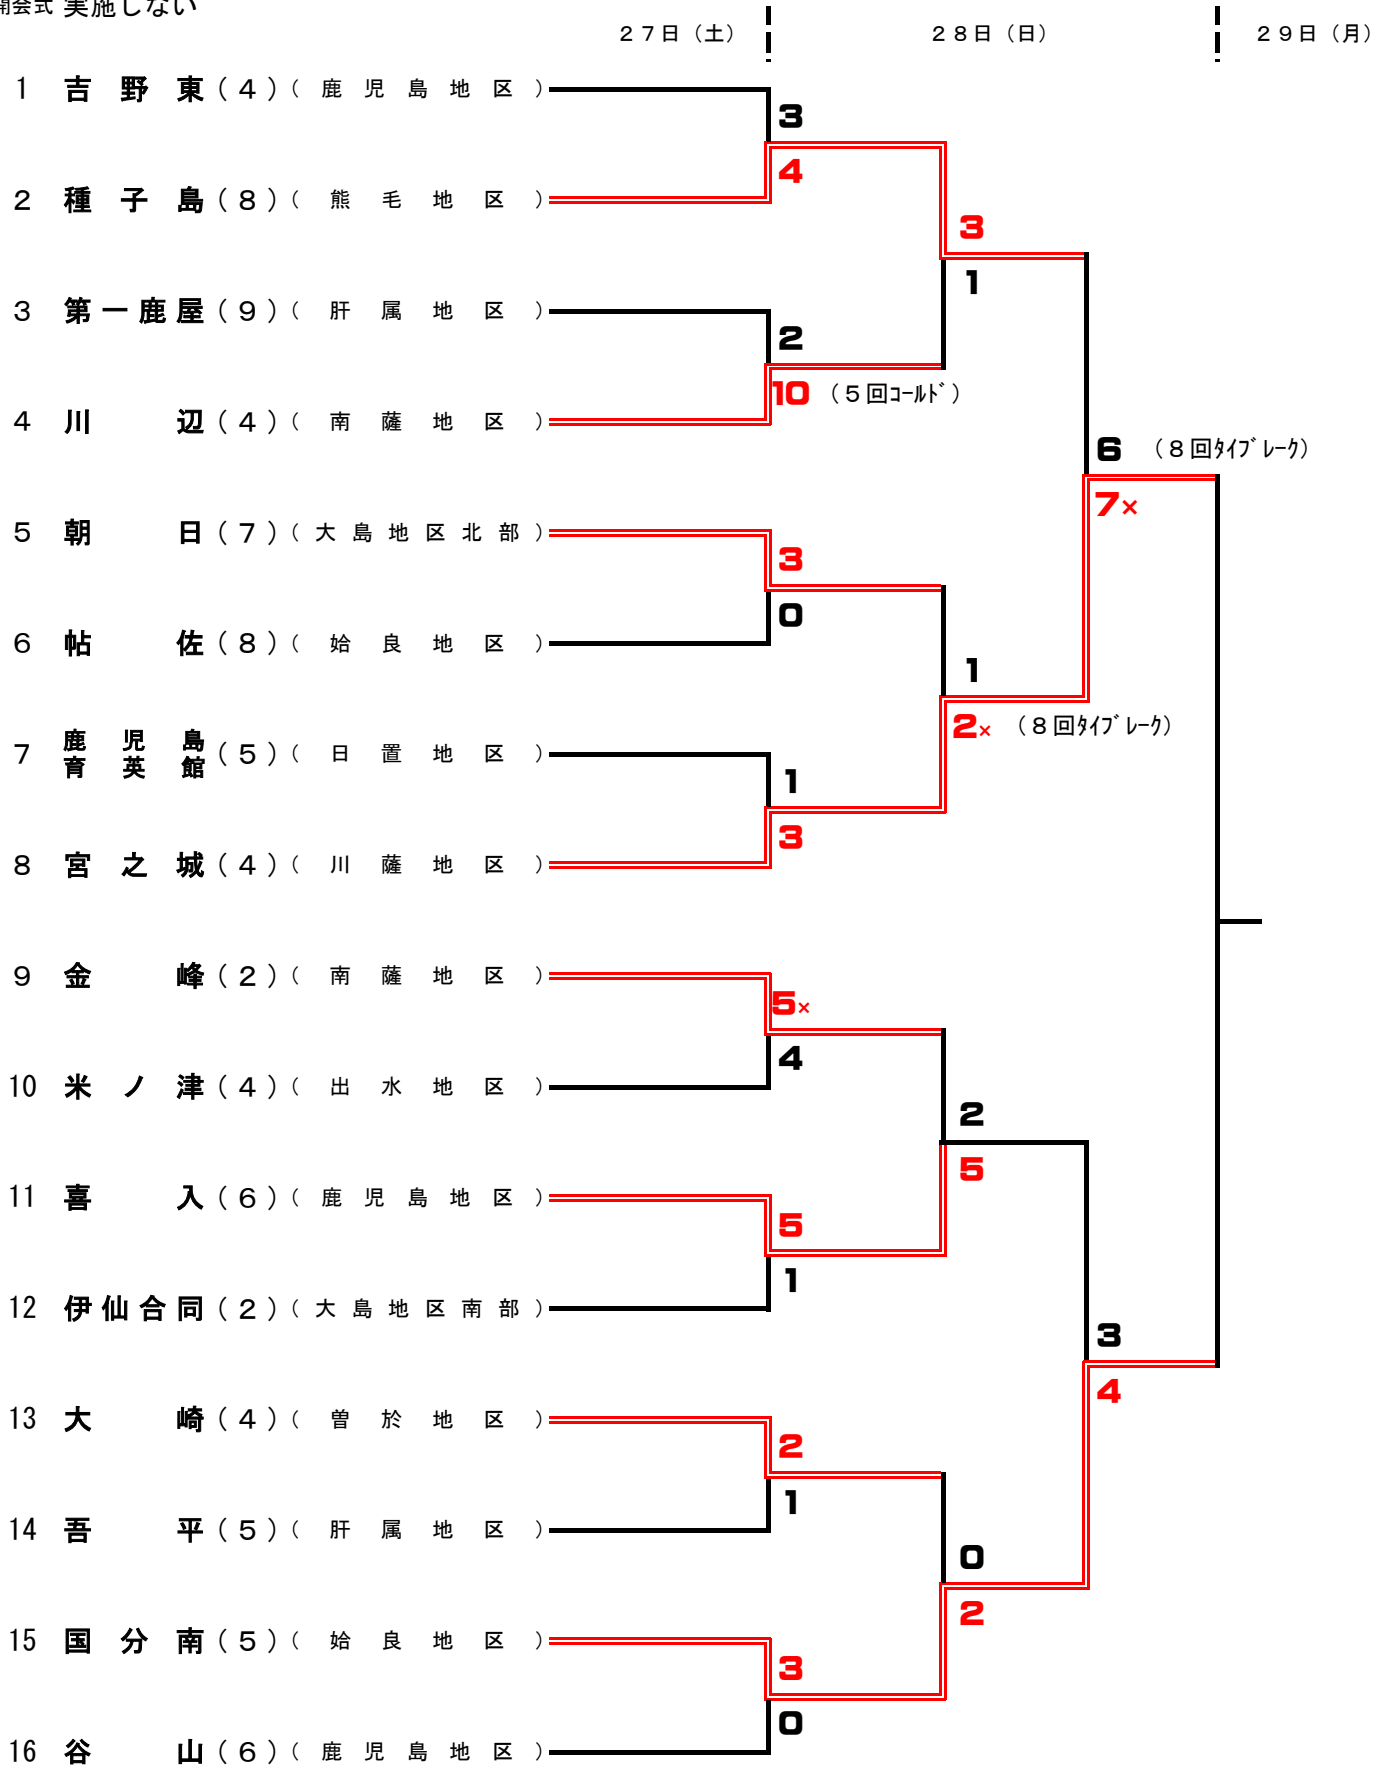 開会式 実施しない
２７日（土） ２８日（日） ２９日（月）
1 吉野東（４）（鹿児島地区）
3
4
2 種子島（８）（熊毛地区）
3
1
3 第一鹿屋（９）（肝属地区）
2
10 （５回ｺｰﾙﾄﾞ）
4 川辺（４）（南薩地区）
6 （８回ﾀｲﾌﾞﾚｰｸ）
7×
5 朝日（７）（大島地区北部）
3
0
6 帖佐（８）（姶良地区）
1
2× （８回ﾀｲﾌﾞﾚｰｸ）
7 鹿児島育英館（５）（日置地区）
1
3
8 宮之城（４）（川薩地区）
9 金峰（２）（南薩地区）
5×
4
10 米ノ津（４）（出水地区）
2
5
11 喜入（６）（鹿児島地区）
5
1
12 伊仙合同（２）（大島地区南部）
3
4
13 大崎（４）（曽於地区）
2
1
14 吾平（５）（肝属地区）
0
2
15 国分南（５）（姶良地区）
3
0
16 谷山（６）（鹿児島地区）